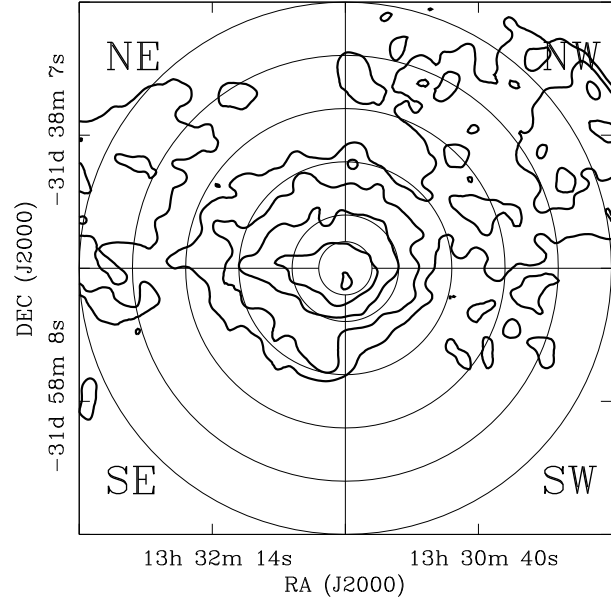 NE NW
−31d 38m 7s
DEC (J2000)
−31d 58m 8s
SE SW
13h 32m 14s 13h 30m 40s
RA (J2000)